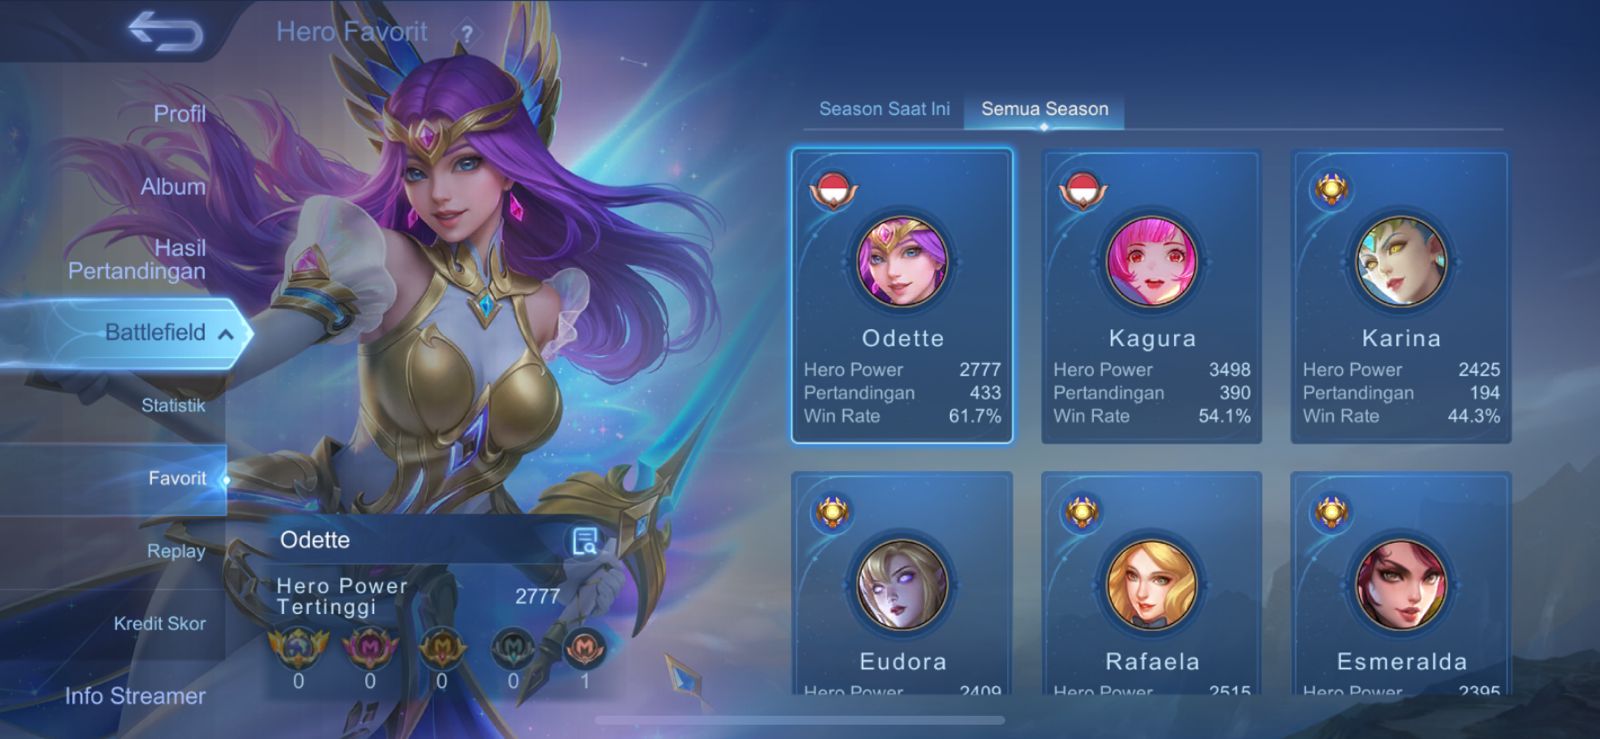 Hero Favorit ?
Profil
Album
Hasil
Pertandingan
Battlefield
Statistik
Favorit
Replay
Kredit Skor
Info Streamer
Odette
Hero Power
Tertinggi
2777
0 0 0 0 1
Season Saat Ini
Semua Season
Odette
Hero Power 2777
Pertandingan 433
Win Rate 61.7%
Kagura
Hero Power 3498
Pertandingan 390
Win Rate 54.1%
Karina
Hero Power 2425
Pertandingan 194
Win Rate 44.3%
Eudora
Hero Power 2409
Rafaela
Hero Power 2515
Esmeralda
Hero Power 2395